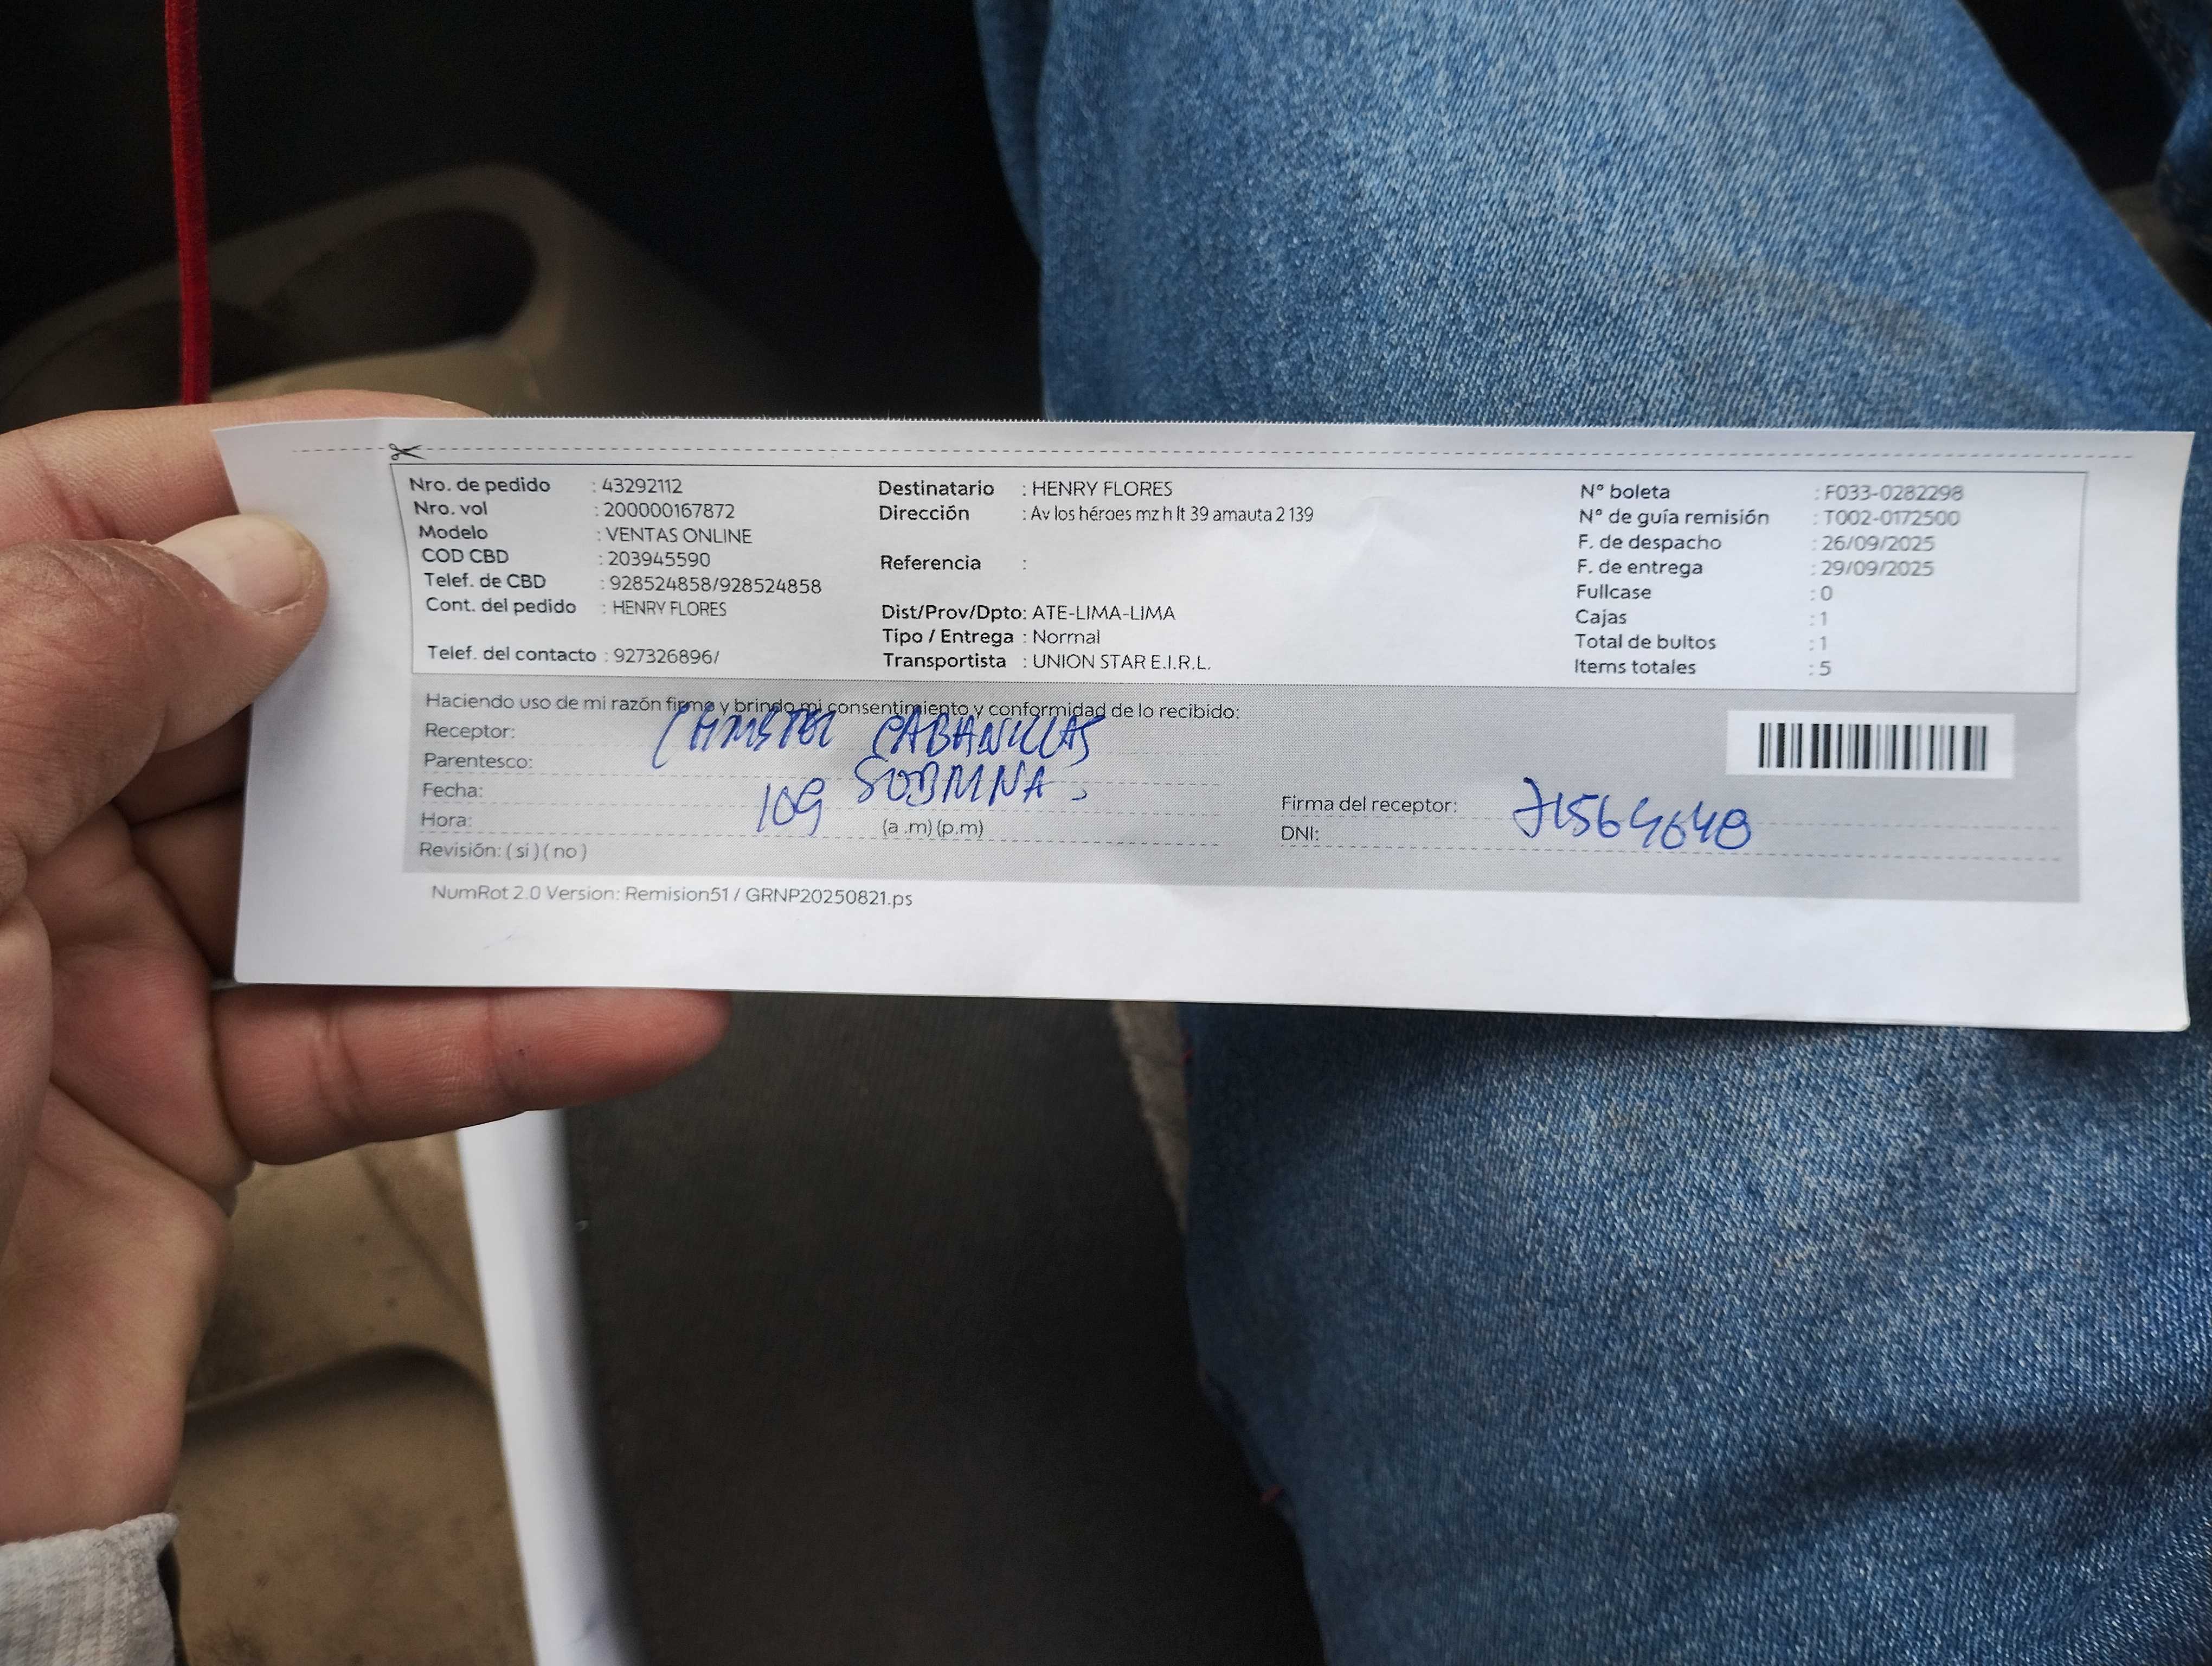 Nro. de pedido : 43292112
Nro. vol : 200000167872
Modelo : VENTAS ONLINE
COD CBD : 203945590
Telef. de CBD : 928524858/928524858
Cont. del pedido : HENRY FLORES
Telef. del contacto : 927326896/
Destinatario : HENRY FLORES
Dirección : Av los héroes mz h lt 39 amauta 2 139
Referencia :
Dist/Prov/Dpto: ATE-LIMA-LIMA
Tipo / Entrega : Normal
Transportista : UNION STAR E.I.R.L.
N° boleta : F033-0282298
N° de guía remisión : T002-0172500
F. de despacho : 26/09/2025
F. de entrega : 29/09/2025
Fullcase : 0
Cajas : 1
Total de bultos : 1
Items totales : 5
Haciendo uso de mi razón firmo y brindo mi consentimiento y conformidad de lo recibido:
Receptor: CABANILLAS
Parentesco: SOBRINA
Fecha:
Hora: 109 (a .m) (p.m)
Revisión: ( si ) ( no )
Firma del receptor:
DNI:
NumRot 2.0 Version: Remision51 / GRNP20250821.ps